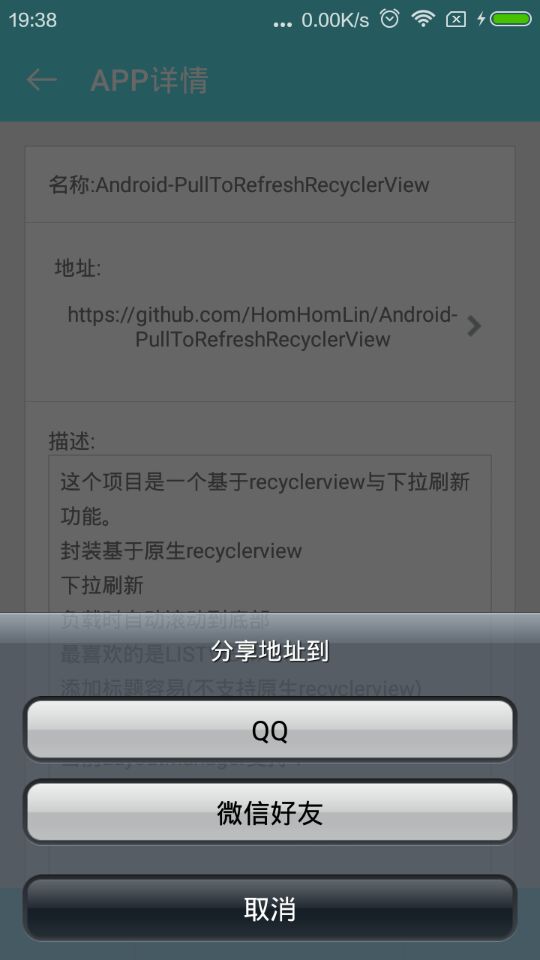 19:38
... 0.00K/s
APP详情
名称:Android-PullToRefreshRecyclerView
地址:
https://github.com/HomHomLin/Android-
PullToRefreshRecyclerView
描述:
这个项目是一个基于recyclerview与下拉刷新
功能。
封装基于原生recyclerview
下拉刷新
负载时自动滚动到底部
最喜欢的是LIST
分享地址到
添加标题容易(不支持原生recyclerview)
QQ
微信好友
取消